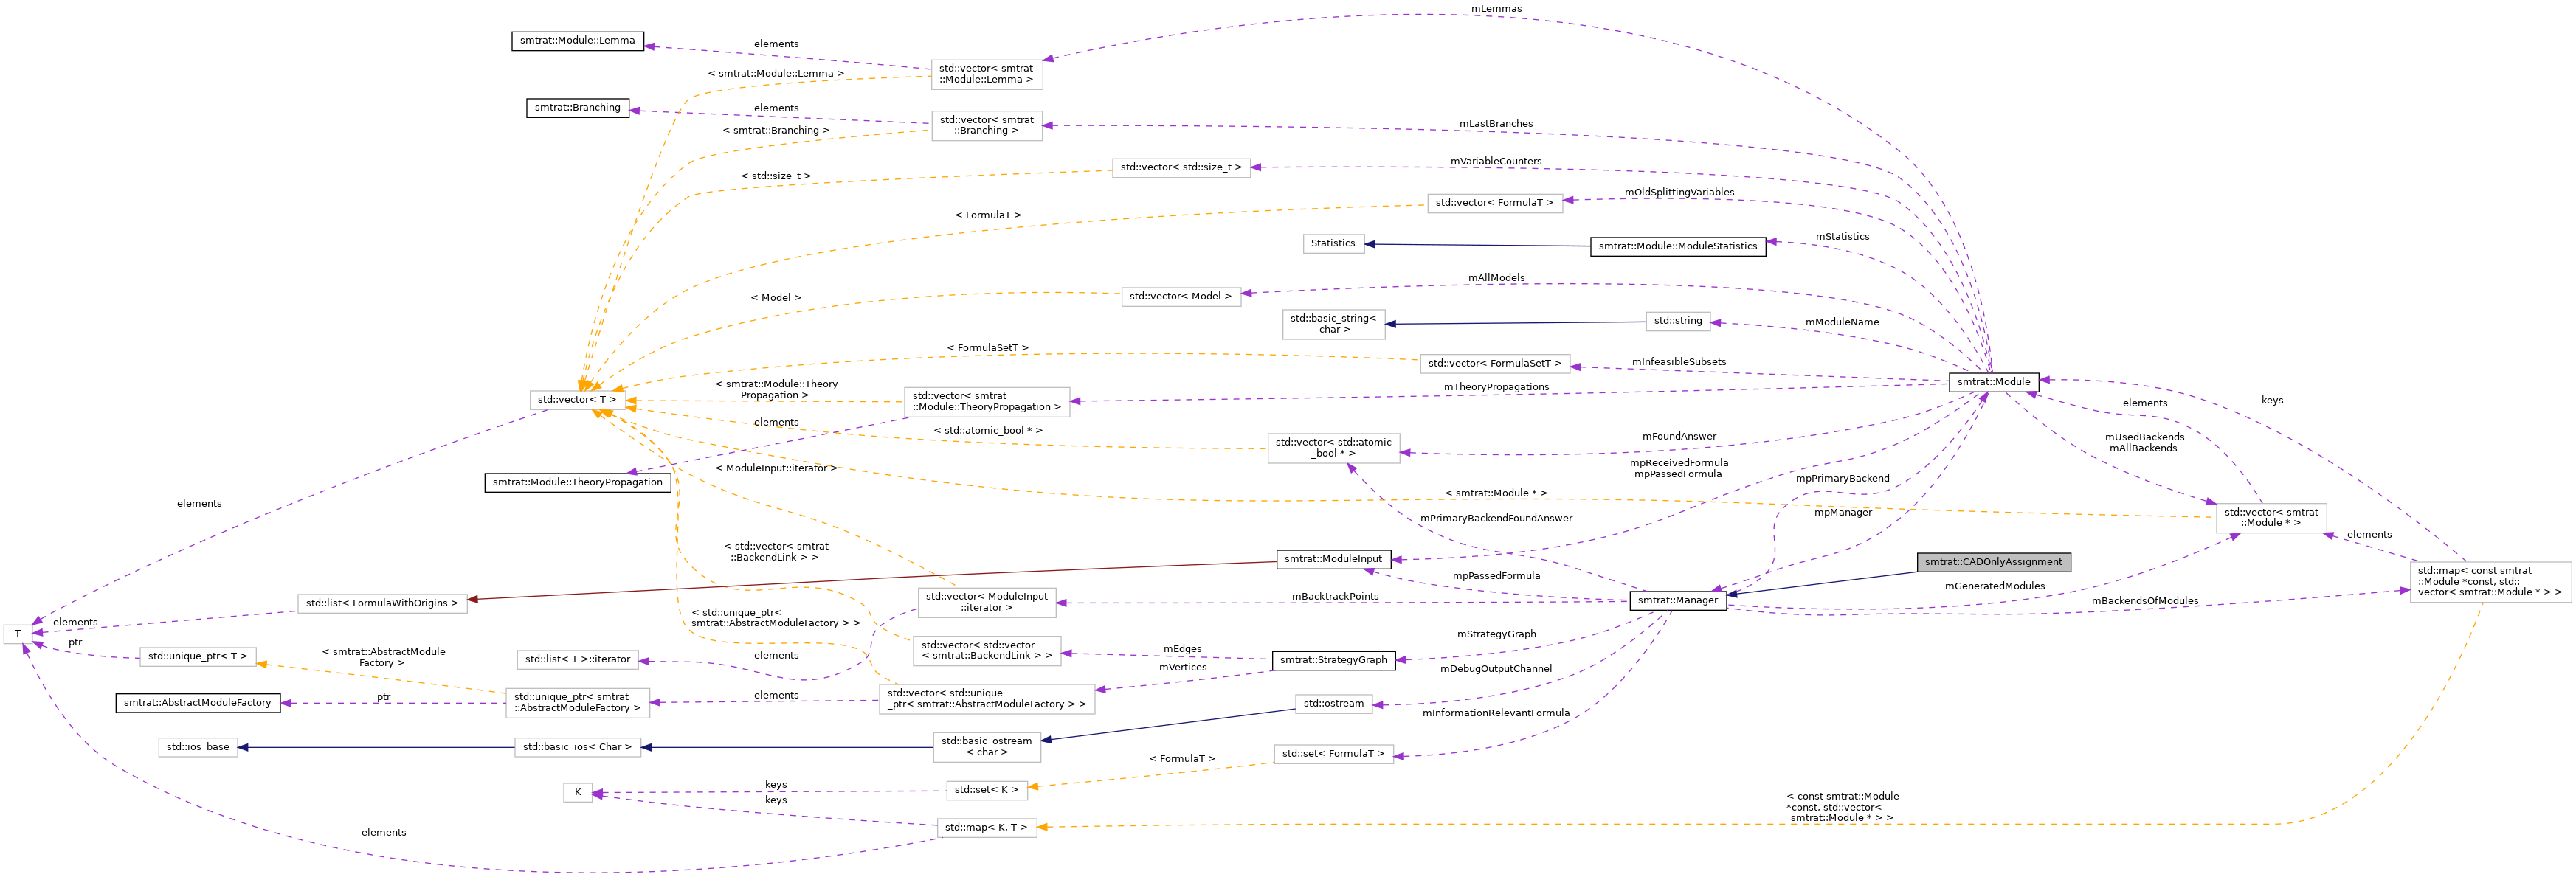 mLemmas
smtrat::Module::Lemma
elements
std::vector< smtrat
::Module::Lemma >
< smtrat::Module::Lemma >
smtrat::Branching
elements
std::vector< smtrat
::Branching >
mLastBranches
< smtrat::Branching >
mVariableCounters
std::vector< std::size_t >
< std::size_t >
mOldSplittingVariables
std::vector< FormulaT >
< FormulaT >
mStatistics
Statistics
smtrat::Module::ModuleStatistics
mAllModels
std::vector< Model >
< Model >
std::basic_string<
char >
std::string
mModuleName
< FormulaSetT >
std::vector< FormulaSetT >
mInfeasibleSubsets
smtrat::Module
< smtrat::Module::Theory
Propagation >
mTheoryPropagations
std::vector< T >
std::vector< smtrat
::Module::TheoryPropagation >
elements
keys
elements
< std::atomic_bool * >
std::vector< std::atomic
_bool * >
mFoundAnswer
mUsedBackends
mAllBackends
< ModuleInput::iterator >
mpReceivedFormula
mpPassedFormula
mpPrimaryBackend
smtrat::Module::TheoryPropagation
< smtrat::Module * >
elements
mPrimaryBackendFoundAnswer
mpManager
std::vector< smtrat
::Module * >
elements
< std::vector< smtrat
::BackendLink > >
smtrat::ModuleInput
smtrat::CADOnlyAssignment
mpPassedFormula
mGeneratedModules
std::map< const smtrat
::Module *const, std::
vector< smtrat::Module * > >
std::list< FormulaWithOrigins >
std::vector< ModuleInput
::iterator >
mBacktrackPoints
smtrat::Manager
mBackendsOfModules
elements
< std::unique_ptr<
smtrat::AbstractModuleFactory > >
T
ptr
std::unique_ptr< T >
< smtrat::AbstractModule
Factory >
std::list< T >::iterator
elements
std::vector< std::vector
< smtrat::BackendLink > >
mEdges
mStrategyGraph
smtrat::StrategyGraph
mVertices
mDebugOutputChannel
smtrat::AbstractModuleFactory
ptr
std::unique_ptr< smtrat
::AbstractModuleFactory >
elements
std::vector< std::unique
_ptr< smtrat::AbstractModuleFactory > >
std::ostream
mInformationRelevantFormula
std::ios_base
std::basic_ios< Char >
std::basic_ostream
< char >
std::set< FormulaT >
< FormulaT >
K
keys
std::set< K >
keys
< const smtrat::Module
*const, std::vector<
smtrat::Module * > >
std::map< K, T >
elements